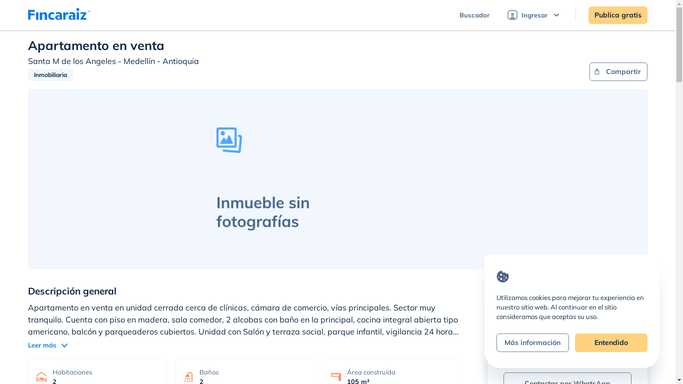 Fincaraiz
Buscador
Ingresar
Publica gratis
Apartamento en venta
Santa M de los Angeles - Medellín - Antioquia
Inmobiliaria
Compartir
Inmueble sin
fotografías
Descripción general
Apartamento en venta en unidad cerrada cerca de clínicas, cámara de comercio, vías principales. Sector muy
tranquilo. Cuenta con piso en madera, sala comedor, 2 alcobas con baño en la principal, cocina integral abierta tipo
americano, balcón y parqueaderos cubiertos. Unidad con Salón y terraza social, parque infantil, vigilancia 24 hora...
Leer más
Habitaciones
2
Baños
2
Área construida
105 m²
Utilizamos cookies para mejorar tu experiencia en
nuestro sitio web. Al continuar en el sitio
consideramos que aceptas su uso.
Más información
Entendido
Contactar por WhatsApp